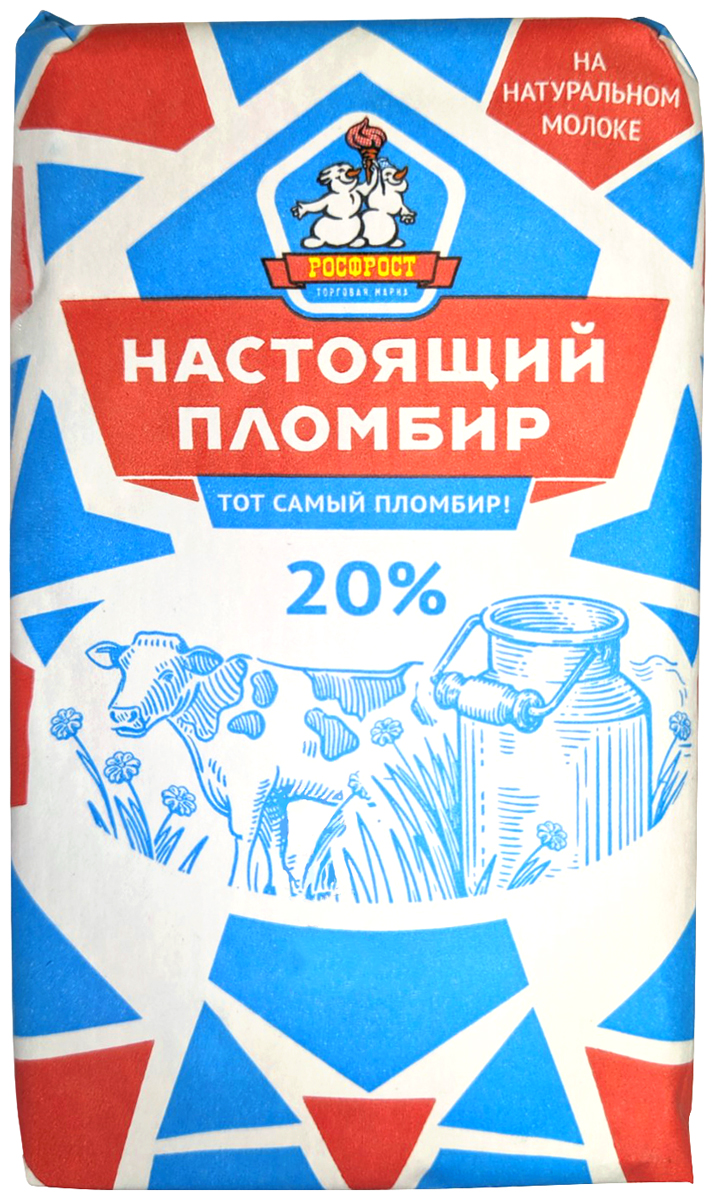 НА
НАТУРАЛЬНОМ
МОЛОКЕ
РОСФРОСТ
ТОРГОВАЯ МАРКА
НАСТОЯЩИЙ
ПЛОМБИР
ТОТ САМЫЙ ПЛОМБИР!
20%